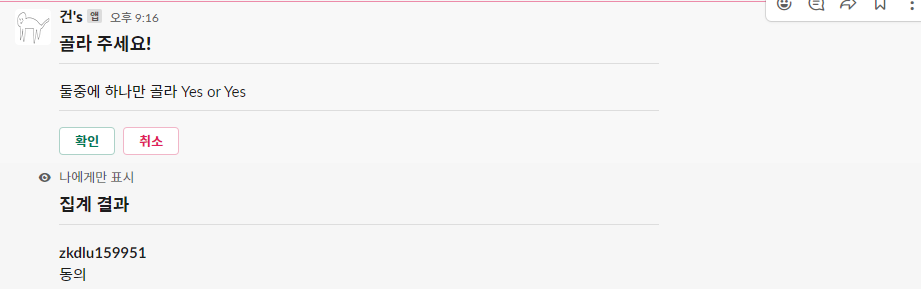 건's 앱 오후 9:16
골라 주세요!
둘중에 하나만 골라 Yes or Yes
확인 취소
나에게만 표시
집계 결과
zkdlu159951
동의